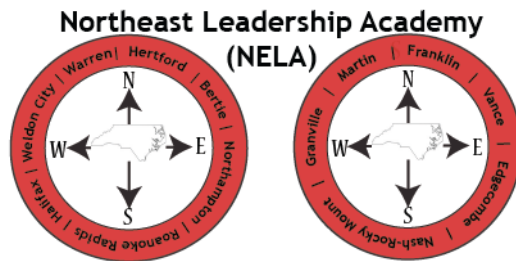 Northeast Leadership Academy
(NELA)
Weldon City | Warren | Hertford | Bertie | Northampton | Roanoke Rapids | Halifax |
N
W
E
S
Granville | Martin | Franklin | Vance | Edgecombe | Nash-Rocky Mount |
N
W
E
S